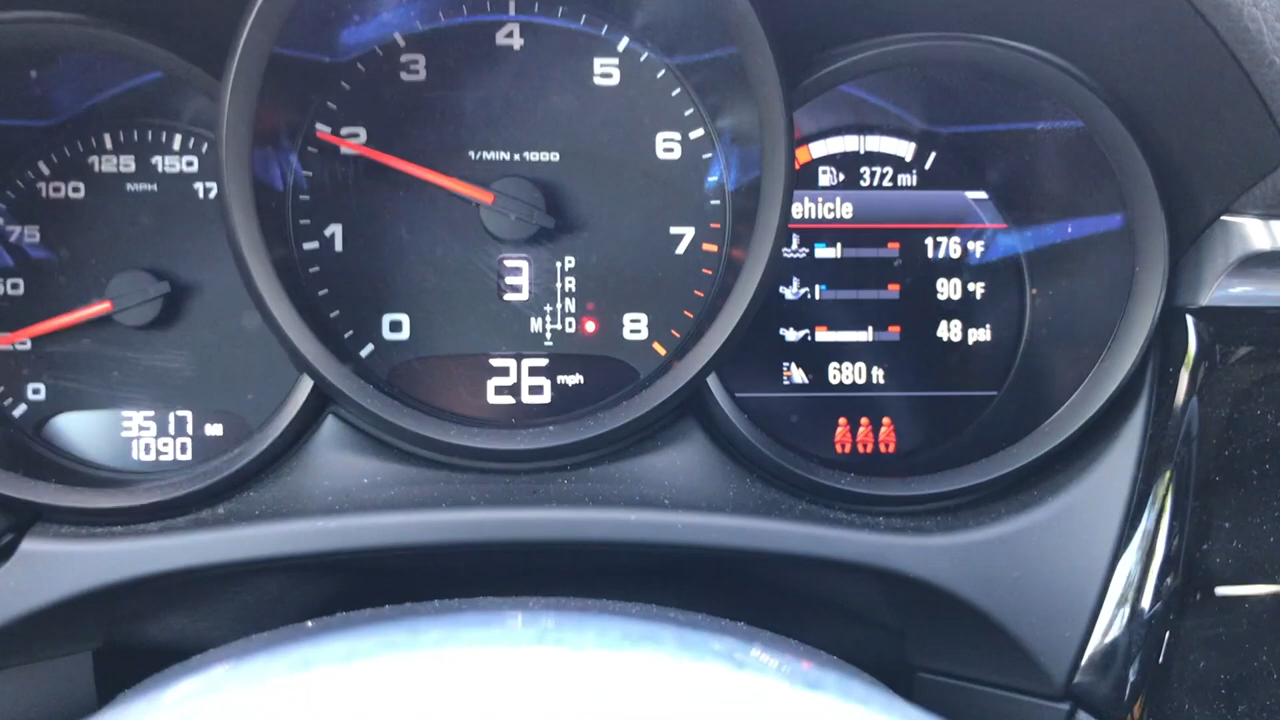 4
3
5
2
1/MIN x 1000
6
1
7
0
8
3
P
R
N
M D
26 mph
125 150
100 MPH 17
75
0
3517 MI
1090
372 mi
ehicle
176 °F
90 °F
48 psi
680 ft